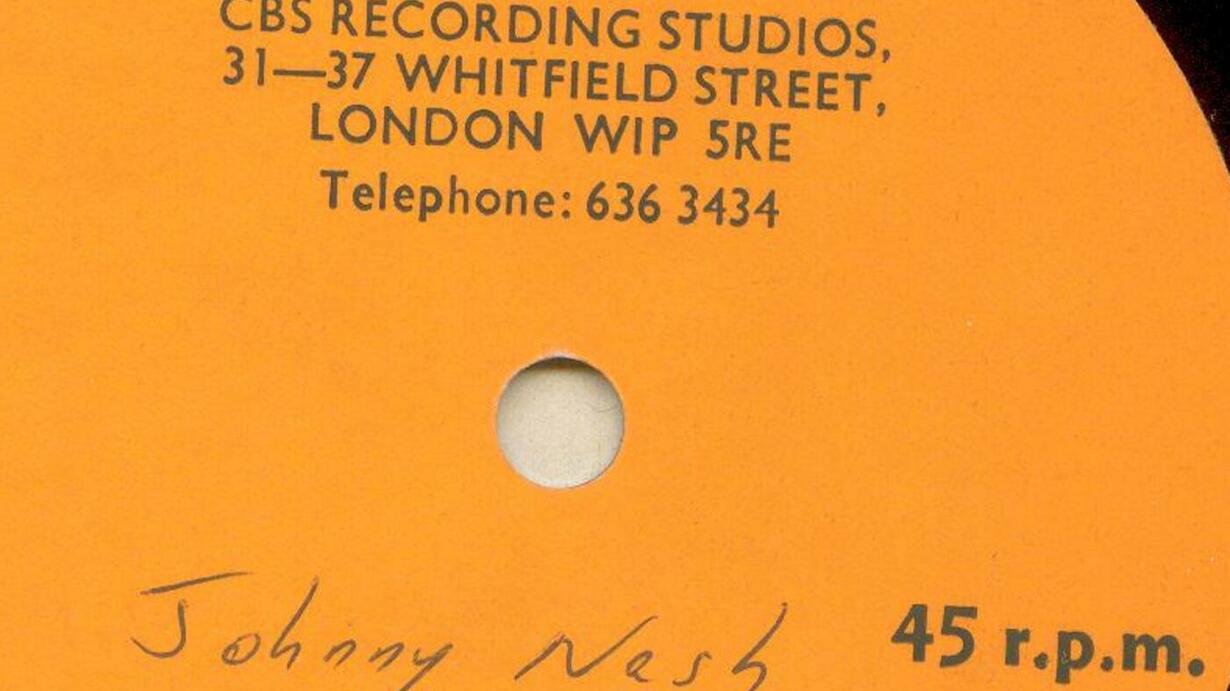 CBS RECORDING STUDIOS,
31—37 WHITFIELD STREET,
LONDON WIP 5RE
Telephone: 636 3434
Johnny Nash
45 r.p.m.